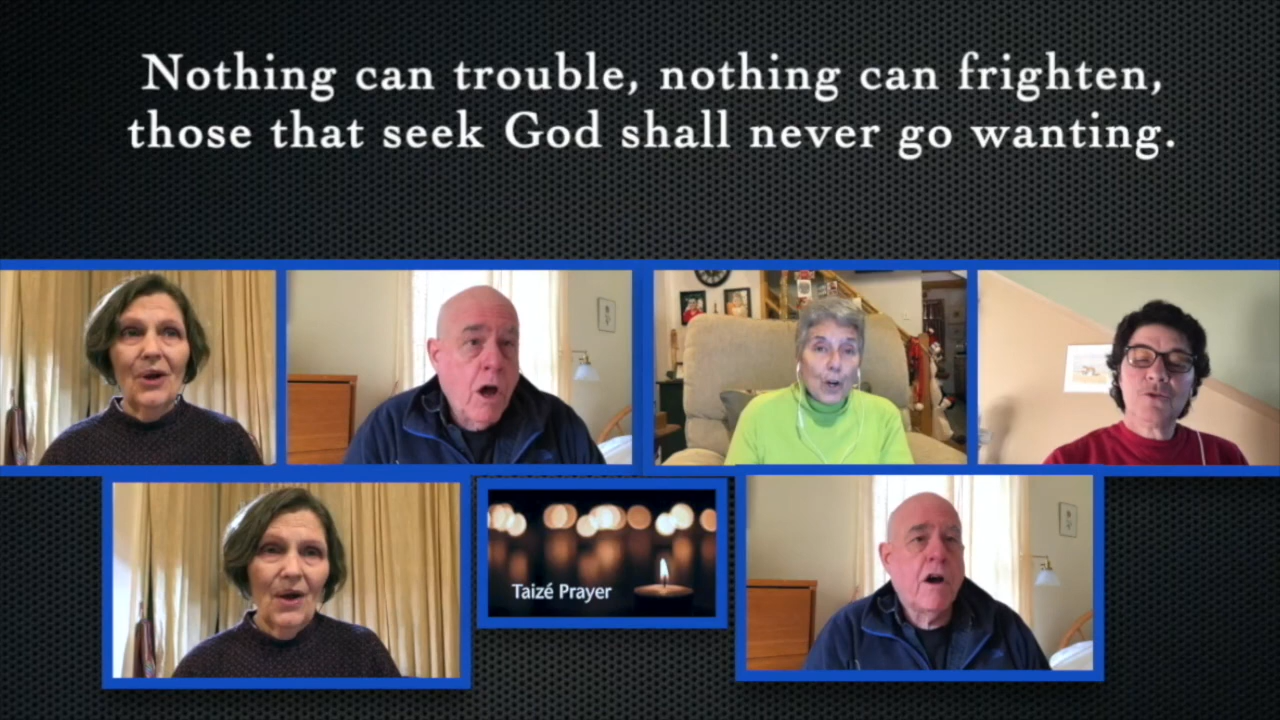 Nothing can trouble, nothing can frighten,
those that seek God shall never go wanting.
Taizé Prayer